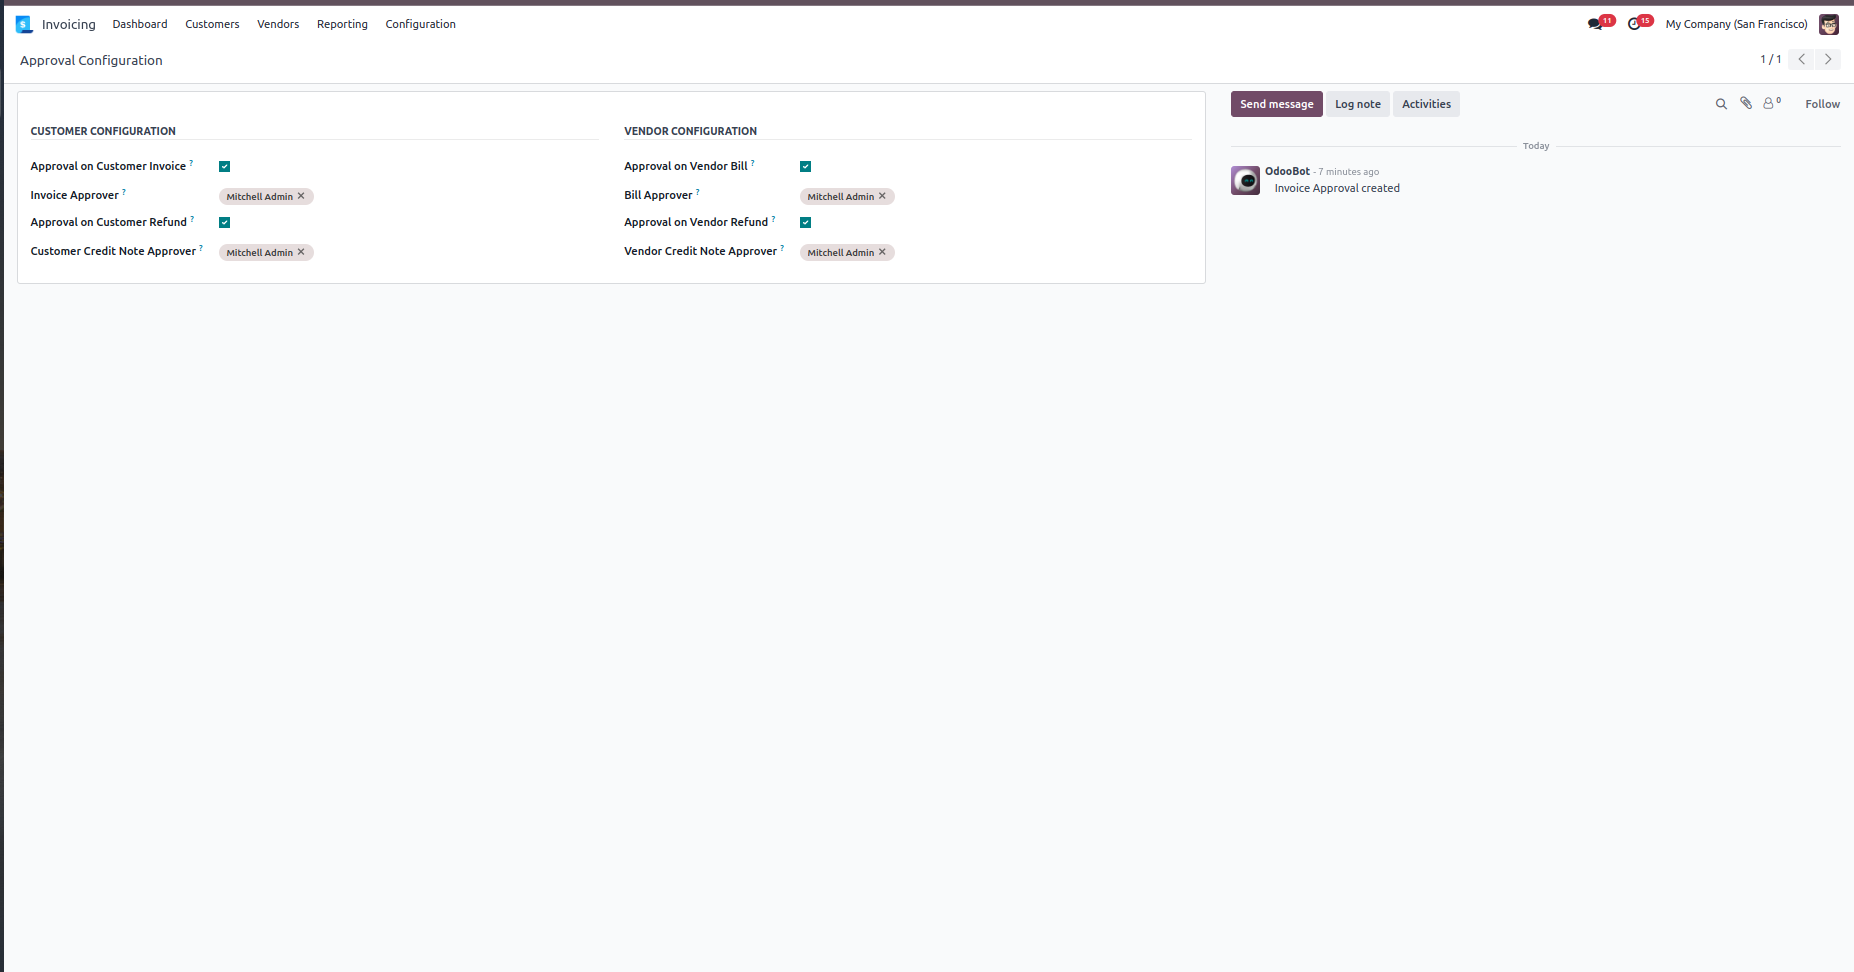 Invoicing Dashboard Customers Vendors Reporting Configuration 11 15 My Company (San Francisco)
Approval Configuration 1 / 1
Send message Log note Activities 0 Follow
CUSTOMER CONFIGURATION
Approval on Customer Invoice ?
Invoice Approver ? Mitchell Admin ×
Approval on Customer Refund ?
Customer Credit Note Approver ? Mitchell Admin ×
VENDOR CONFIGURATION
Approval on Vendor Bill ?
Bill Approver ? Mitchell Admin ×
Approval on Vendor Refund ?
Vendor Credit Note Approver ? Mitchell Admin ×
Today
OdooBot - 7 minutes ago
Invoice Approval created